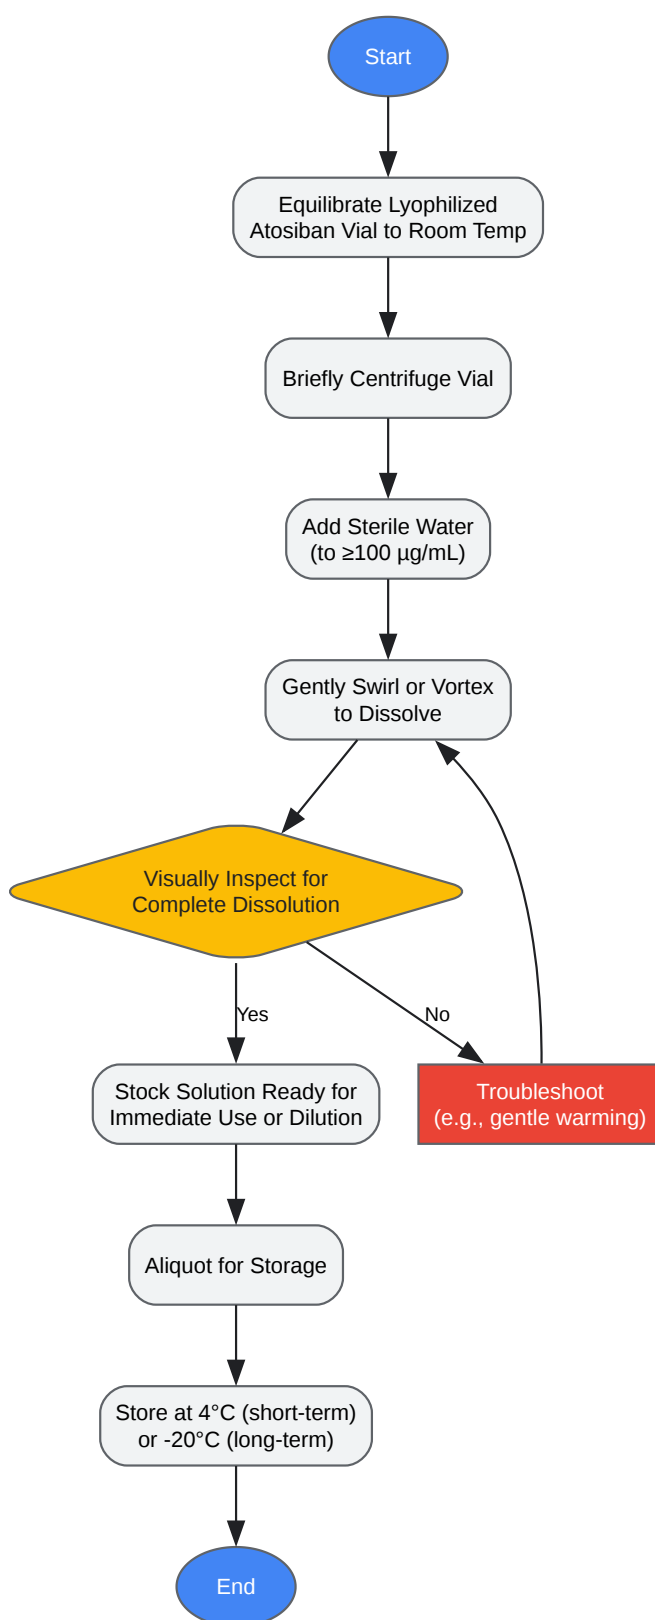 Start
Equilibrate Lyophilized
Atosiban Vial to Room Temp
Briefly Centrifuge Vial
Add Sterile Water
(to ≥100 µg/mL)
Gently Swirl or Vortex
to Dissolve
Visually Inspect for
Complete Dissolution
Yes
No
Stock Solution Ready for
Immediate Use or Dilution
Troubleshoot
(e.g., gentle warming)
Aliquot for Storage
Store at 4°C (short-term)
or -20°C (long-term)
End